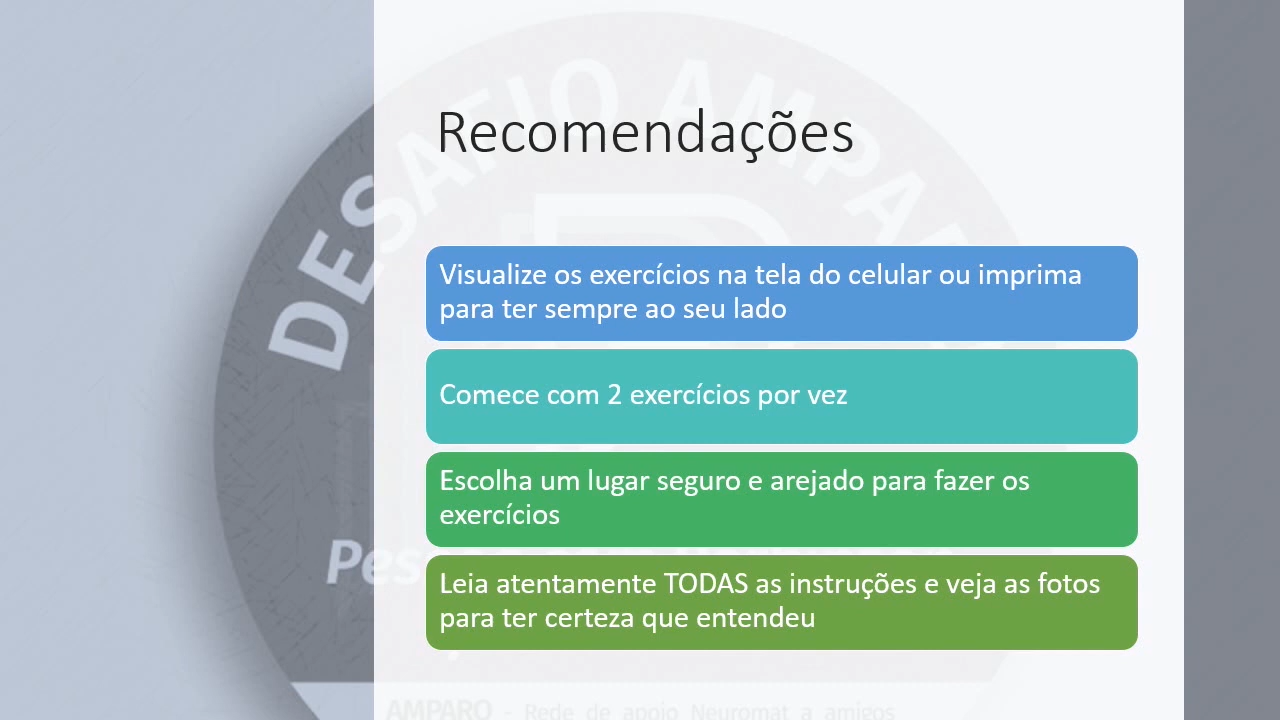 DESAFIO AMPARO
Recomendações
Visualize os exercícios na tela do celular ou imprima
para ter sempre ao seu lado
Comece com 2 exercícios por vez
Escolha um lugar seguro e arejado para fazer os
exercícios
Leia atentamente TODAS as instruções e veja as fotos
para ter certeza que entendeu
AMPARO - Rede de apoio Neuromat a amigos